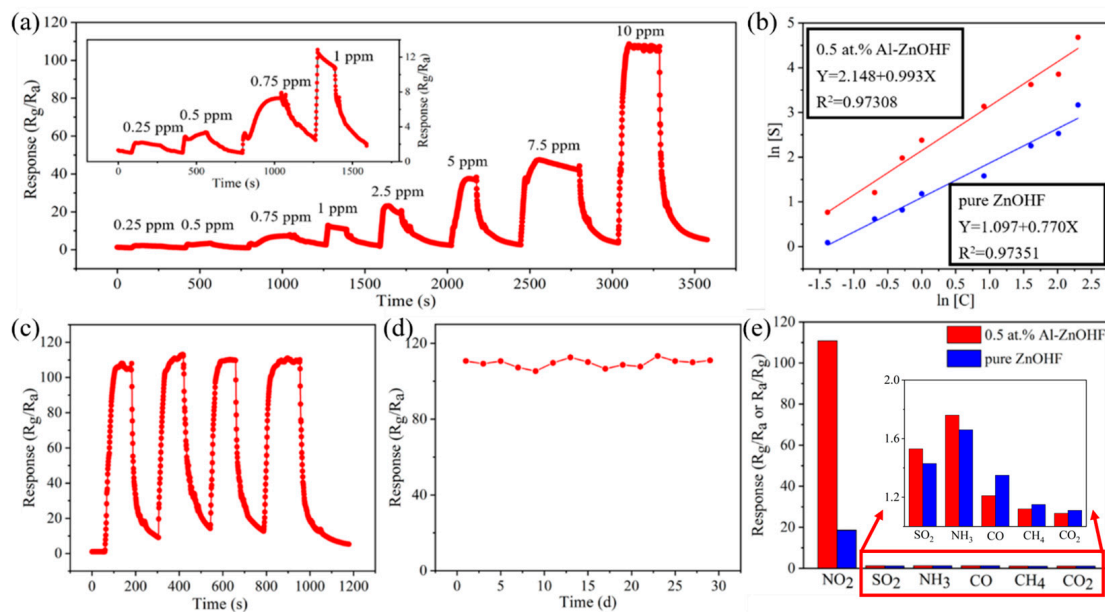 (a)
120
100
80
60
40
20
0
Response (Rg/Ra)
0 500 1000 1500 2000 2500 3000 3500
Time (s)
0.25 ppm
0.5 ppm
0.75 ppm
1 ppm
2.5 ppm
5 ppm
7.5 ppm
10 ppm
0.25 ppm
0.5 ppm
0.75 ppm
1 ppm
12
8
4
0
Response (Rg/Ra)
0 500 1000 1500
Time (s)
(b)
5
4
3
2
1
0
ln [S]
-1.5 -1.0 -0.5 0.0 0.5 1.0 1.5 2.0 2.5
ln [C]
0.5 at.% Al-ZnOHF
Y=2.148+0.993X
R²=0.97308
pure ZnOHF
Y=1.097+0.770X
R²=0.97351
(c)
120
100
80
60
40
20
0
Response (Rg/Ra)
0 200 400 600 800 1000 1200
Time (s)
(d)
120
80
40
0
Response (Rg/Ra)
0 5 10 15 20 25 30
Time (d)
(e)
0.5 at.% Al-ZnOHF
pure ZnOHF
120
110
100
80
60
40
20
0
Response (Rg/Ra or Ra/Rg)
NO₂ SO₂ NH₃ CO CH₄ CO₂
2.0
1.6
1.2
SO₂ NH₃ CO CH₄ CO₂